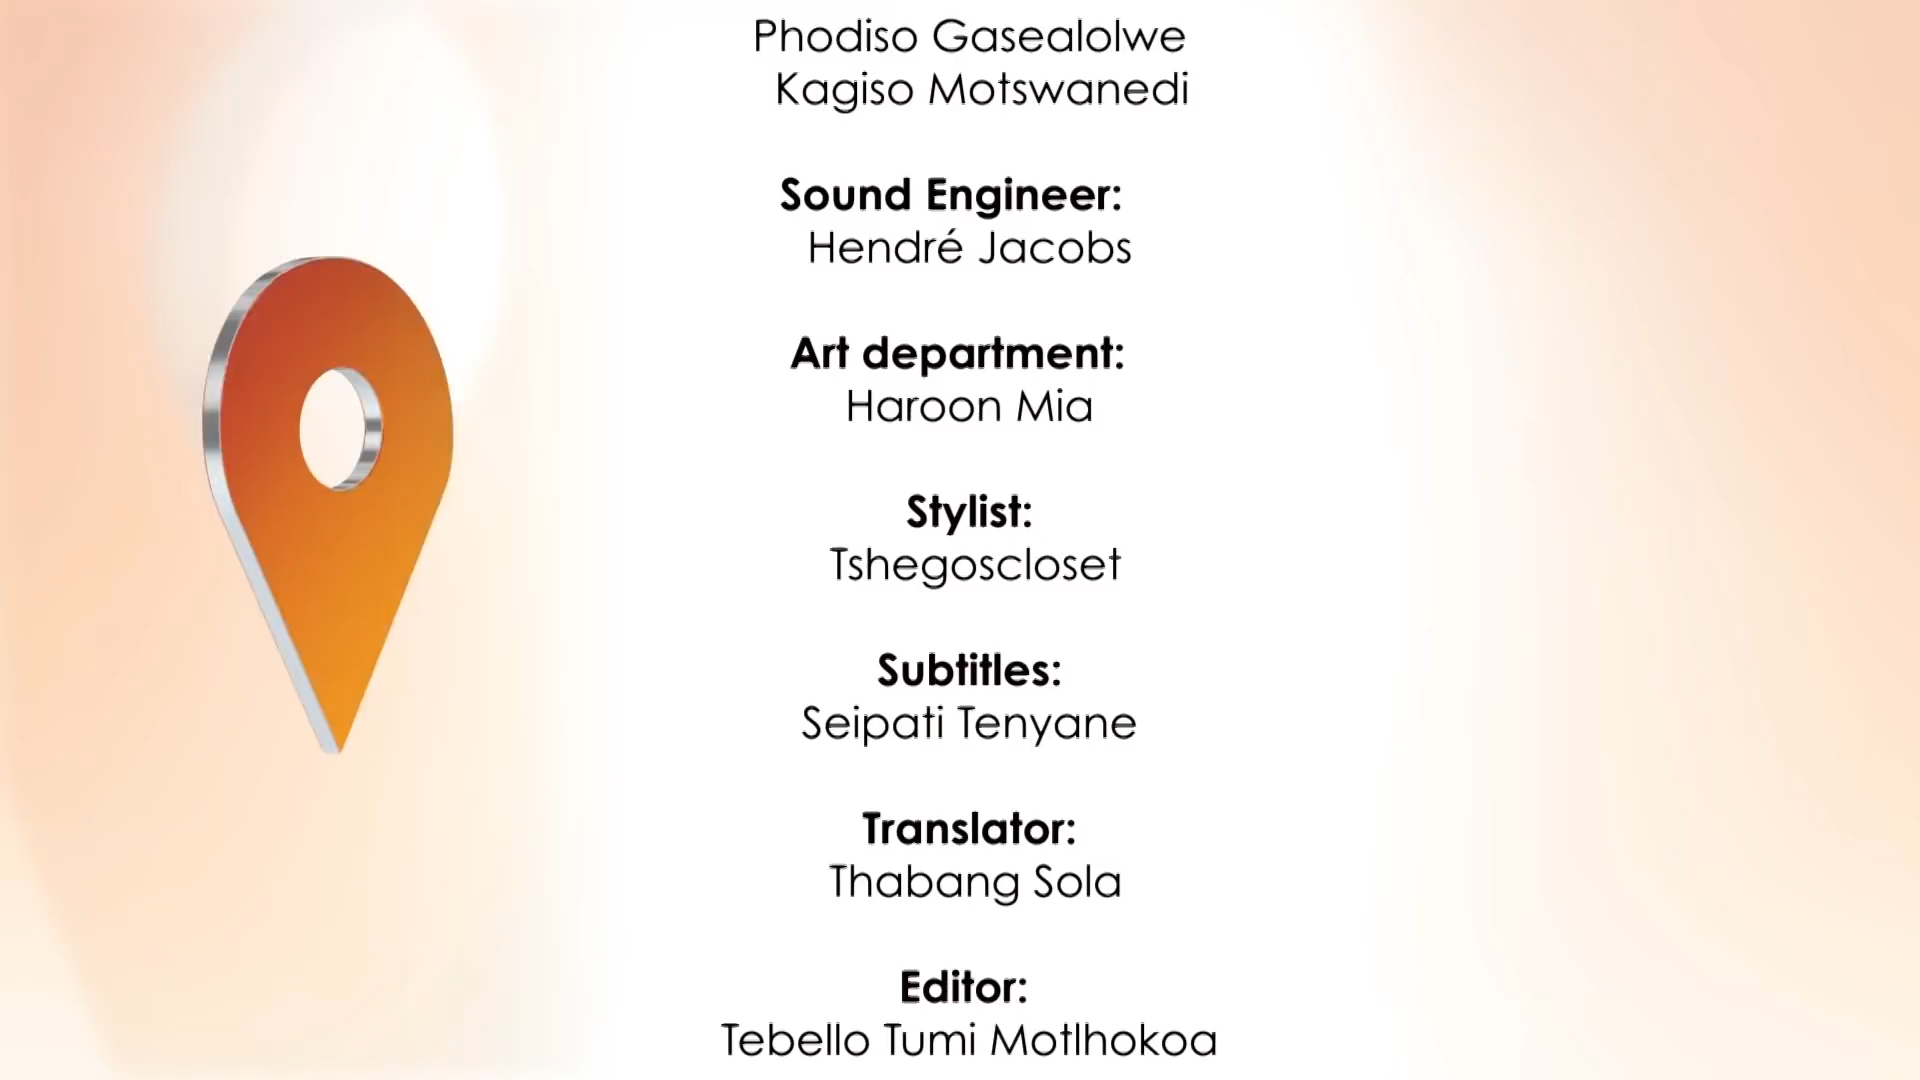 Phodiso Gasealolwe
Kagiso Motswanedi
Sound Engineer:
Hendré Jacobs
Art department:
Haroon Mia
Stylist:
Tshegoscloset
Subtitles:
Seipati Tenyane
Translator:
Thabang Sola
Editor:
Tebello Tumi Motlhokoa